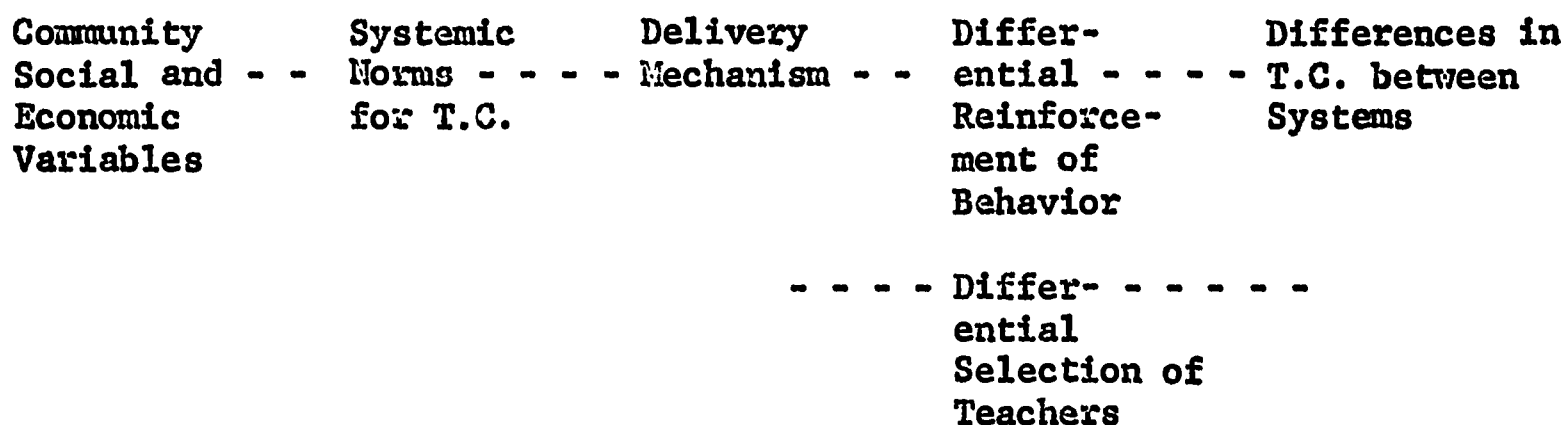 Community Systemic Delivery Differ- Differences in
Social and - - Norms - - - - Mechanism - - ential - - - - T.C. between
Economic for T.C. Reinforce- Systems
Variables ment of
Behavior
- - - - Differ- - - - - - -
ential
Selection of
Teachers